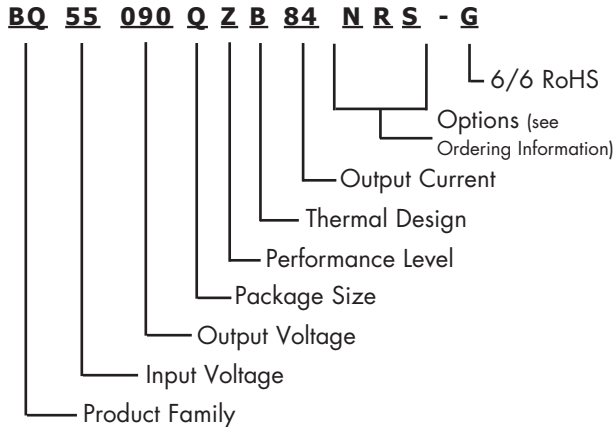 BQ 55 090 Q Z B 84 N R S - G
6/6 RoHS
Options (see
Ordering Information)
Output Current
Thermal Design
Performance Level
Package Size
Output Voltage
Input Voltage
Product Family